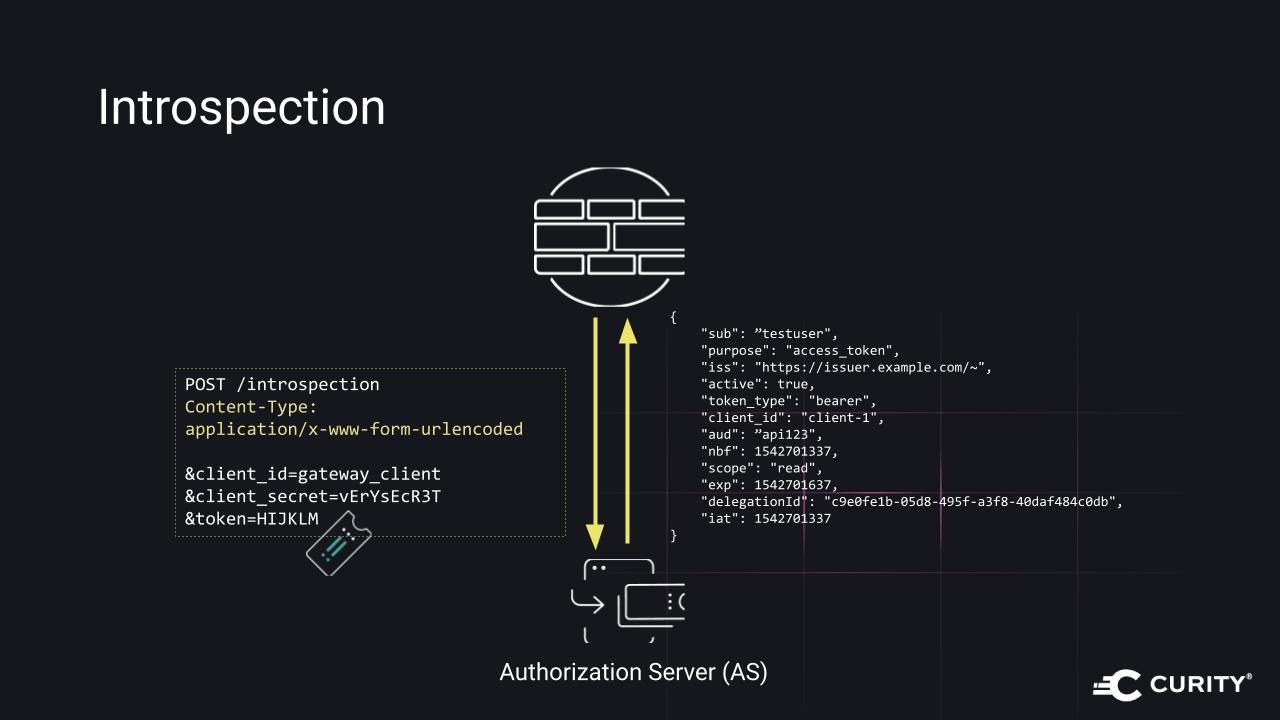 Introspection
POST /introspection
Content-Type:
application/x-www-form-urlencoded
&client_id=gateway_client
&client_secret=vErYsEcR3T
&token=HIJKLM
{
"sub": ”testuser",
"purpose": "access_token",
"iss": "https://issuer.example.com/~",
"active": true,
"token_type": "bearer",
"client_id": "client-1",
"aud": ”api123",
"nbf": 1542701337,
"scope": "read",
"exp": 1542701637,
"delegationId": "c9e0fe1b-05d8-495f-a3f8-40daf484c0db",
"iat": 1542701337
}
Authorization Server (AS)
CURITY®